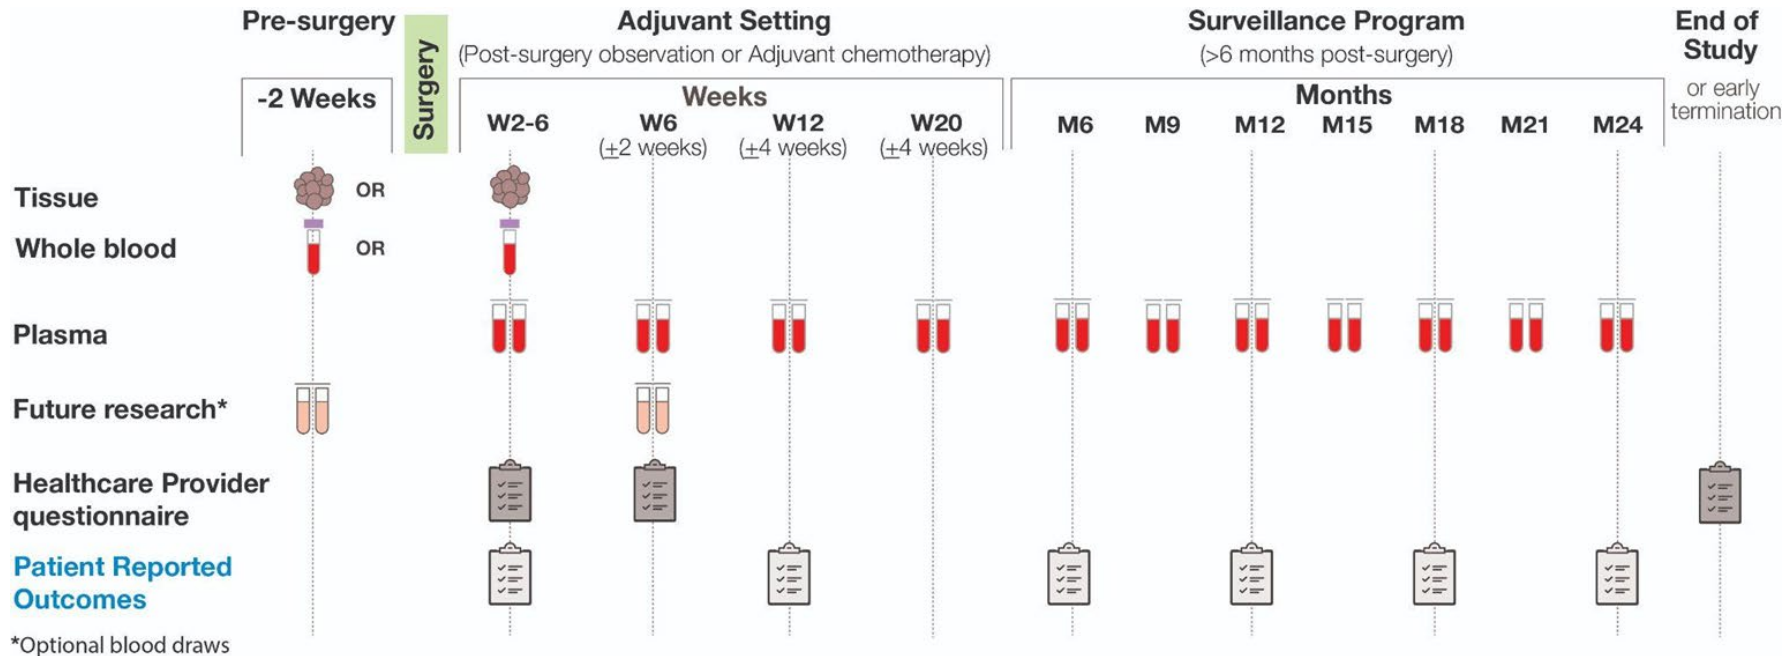 Pre-surgery
Surgery
Adjuvant Setting
(Post-surgery observation or Adjuvant chemotherapy)
Surveillance Program
(>6 months post-surgery)
End of
Study
or early
termination
-2 Weeks
Weeks
W2-6
W6
(±2 weeks)
W12
(±4 weeks)
W20
(±4 weeks)
Months
M6
M9
M12
M15
M18
M21
M24
Tissue
OR
Whole blood
OR
Plasma
Future research*
Healthcare Provider
questionnaire
Patient Reported
Outcomes
*Optional blood draws